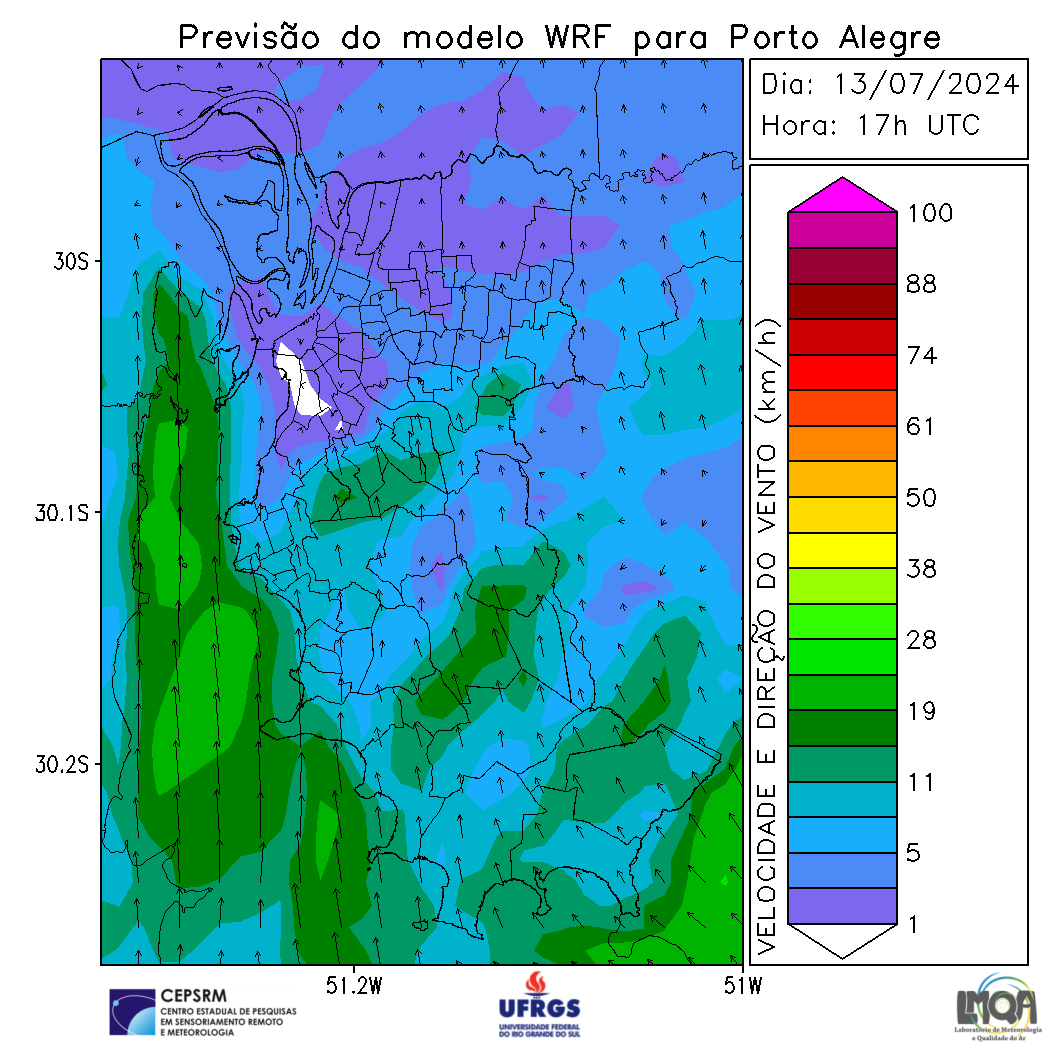 Previsão do modelo WRF para Porto Alegre
Dia: 13/07/2024
Hora: 17h UTC
30S
30.1S
30.2S
51.2W
51W
VELOCIDADE E DIREÇÃO DO VENTO (km/h)
100
88
74
61
50
38
28
19
11
5
1
CEPSRM
CENTRO ESTADUAL DE PESQUISAS
EM SENSORIAMENTO REMOTO
E METEOROLOGIA
UFRGS
UNIVERSIDADE FEDERAL
DO RIO GRANDE DO SUL
LMQA
Laboratório de Meteorologia
e Qualidade do Ar